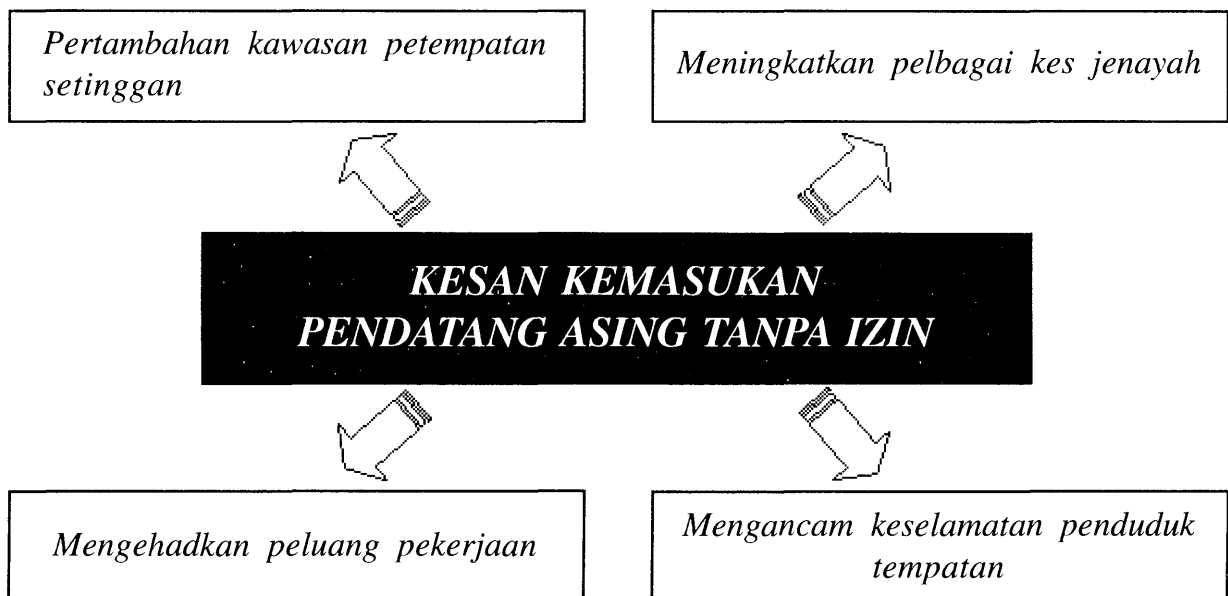 Pertambahan kawasan petempatan
setinggan
Meningkatkan pelbagai kes jenayah
KESAN KEMASUKAN
PENDATANG ASING TANPA IZIN
Mengehadkan peluang pekerjaan
Mengancam keselamatan penduduk
tempatan